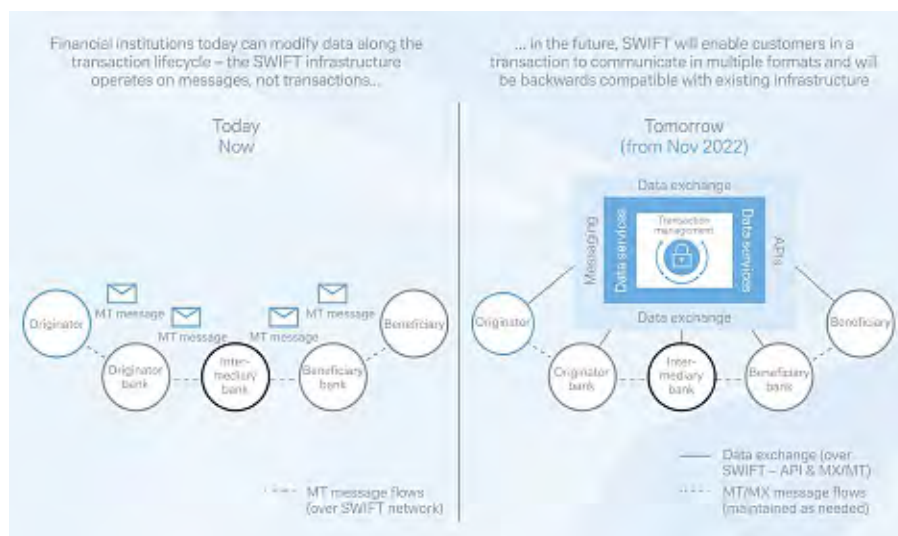 Financial institutions today can modify data along the
transaction lifecycle – the SWIFT infrastructure
operates on messages, not transactions...
Today
Now
MT message
MT message
MT message
MT message
Originator
Originator
bank
Inter-
mediary
bank
Beneficiary
bank
Beneficiary
MT message flows
(over SWIFT network)
... in the future, SWIFT will enable customers in a
transaction to communicate in multiple formats and will
be backwards compatible with existing infrastructure
Tomorrow
(from Nov 2022)
Data exchange
Messaging
Data services
Transaction
management
Data services
APIs
Data exchange
Originator
Originator
bank
Inter-
mediary
bank
Beneficiary
bank
Beneficiary
Data exchange (over
SWIFT – API & MX/MT)
MT/MX message flows
(maintained as needed)